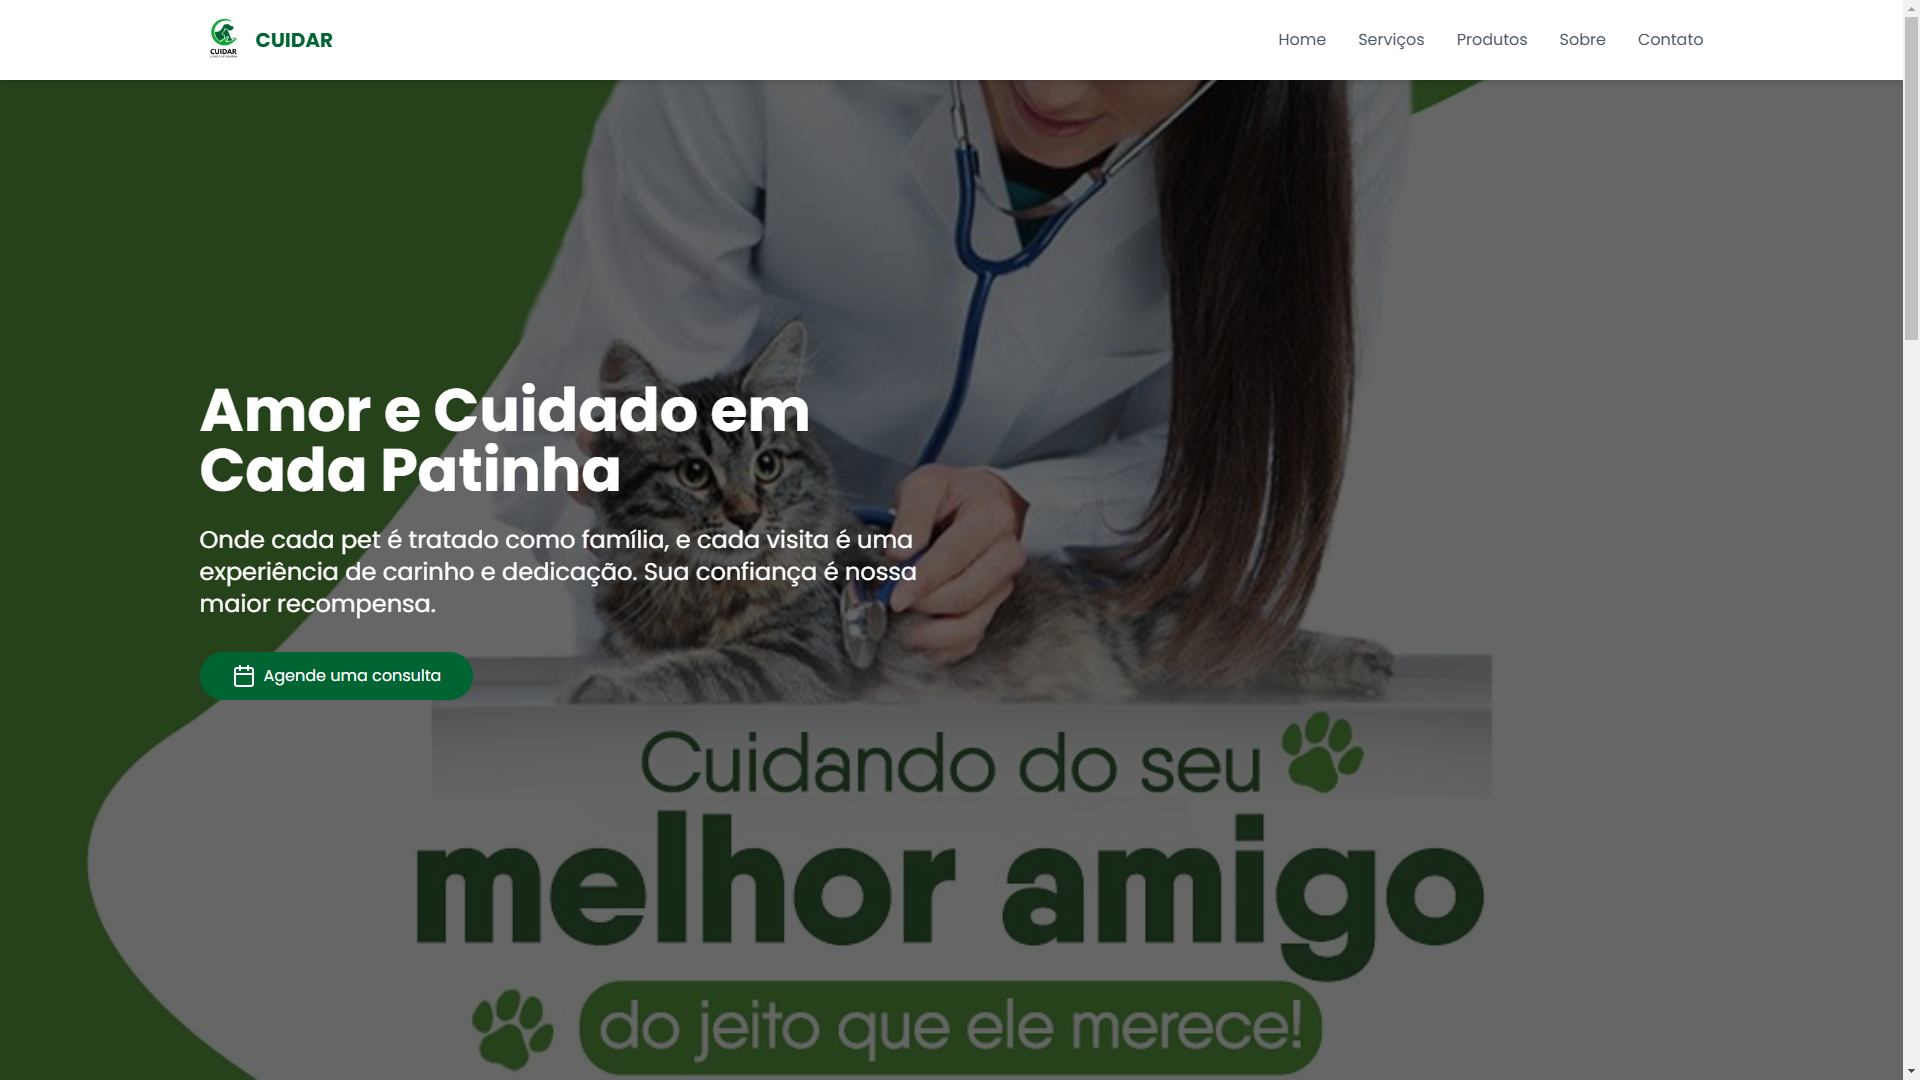 CUIDAR
CUIDAR
Home
Serviços
Produtos
Sobre
Contato
Amor e Cuidado em
Cada Patinha
Onde cada pet é tratado como família, e cada visita é uma
experiência de carinho e dedicação. Sua confiança é nossa
maior recompensa.
Agende uma consulta
Cuidando do seu
melhor amigo
do jeito que ele merece!